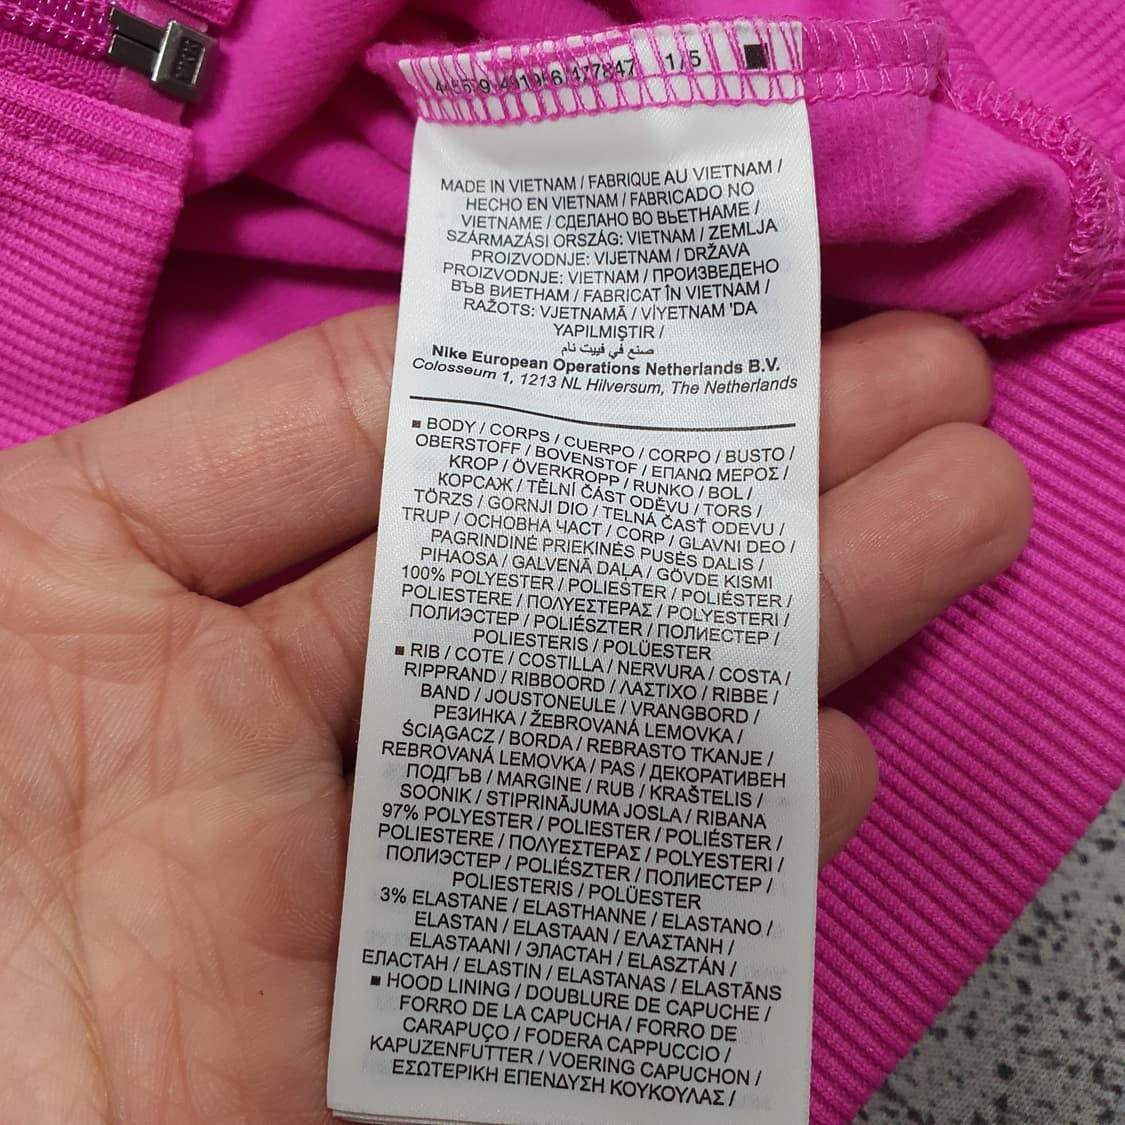 1/5
MADE IN VIETNAM / FABRIQUE AU VIETNAM /
HECHO EN VIETNAM / FABRICADO NO
VIETNAME / СДЕЛАНО ВО ВЬЕТНАМЕ /
SZÁRMAZÁSI ORSZÁG: VIETNAM / ZEMLJA
PROIZVODNJE: VIJETNAM / DRŽAVA
PROIZVODNJE: VIETNAM / ПРОИЗВЕДЕНО
ВЪВ ВИЕТНАМ / FABRICAT ÎN VIETNAM /
RAŽOTS: VJETNAMĀ / VİYETNAM 'DA
YAPILMIŞTIR /
صنع في فييت نام
Nike European Operations Netherlands B.V.
Colosseum 1, 1213 NL Hilversum, The Netherlands
■ BODY / CORPS / CUERPO / CORPO / BUSTO /
OBERSTOFF / BOVENSTOF / ΕΠΑΝΩ ΜΕΡΟΣ /
KROP / ÖVERKROPP / RUNKO / BOL /
КОРСАЖ / TĚLNÍ ČÁST ODĚVU / TORS /
TÖRZS / GORNJI DIO / TELNÁ ČASŤ ODEVU /
TRUP / ОСНОВНА ЧАСТ / CORP / GLAVNI DEO /
PAGRINDINĖ PRIEKINĖS PUSĖS DALIS /
PIHAOSA / GALVENĀ DAĻA / GÖVDE KISMI
100% POLYESTER / POLIESTER / POLIÉSTER /
POLIESTERE / ΠΟΛΥΕΣΤΕΡΑΣ / POLYESTERI /
ПОЛИЭСТЕР / POLIÉSZTER / ПОЛИЕСТЕР /
POLIESTERIS / POLÜESTER
■ RIB / COTE / COSTILLA / NERVURA / COSTA /
RIPPRAND / RIBBOORD / ΛΑΣΤΙΧΟ / RIBBE /
BAND / JOUSTONEULE / VRANGBORD /
РЕЗИНКА / ŽEBROVANÁ LEMOVKA /
ŚCIĄGACZ / BORDA / REBRASTO TKANJE /
REBROVANÁ LEMOVKA / PAS / ДЕКОРАТИВЕН
ПОДГЪВ / MARGINE / RUB / KRAŠTELIS /
SOONIK / STIPRINĀJUMA JOSLA / RIBANA
97% POLYESTER / POLIESTER / POLIÉSTER /
POLIESTERE / ΠΟΛΥΕΣΤΕΡΑΣ / POLYESTERI /
ПОЛИЭСТЕР / POLIÉSZTER / ПОЛИЕСТЕР /
POLIESTERIS / POLÜESTER
3% ELASTANE / ELASTHANNE / ELASTANO /
ELASTAN / ELASTAAN / ΕΛΑΣΤΑΝΗ /
ELASTAANI / ЭЛАСТАН / ELASZTÁN /
ЕЛАСТАН / ELASTIN / ELASTANAS / ELASTĀNS
■ HOOD LINING / DOUBLURE DE CAPUCHE /
FORRO DE LA CAPUCHA / FORRO DE
CARAPUÇO / FODERA CAPPUCCIO /
KAPUZENFUTTER / VOERING CAPUCHON /
ΕΣΩΤΕΡΙΚΗ ΕΠΕΝΔΥΣΗ ΚΟΥΚΟΥΛΑΣ /